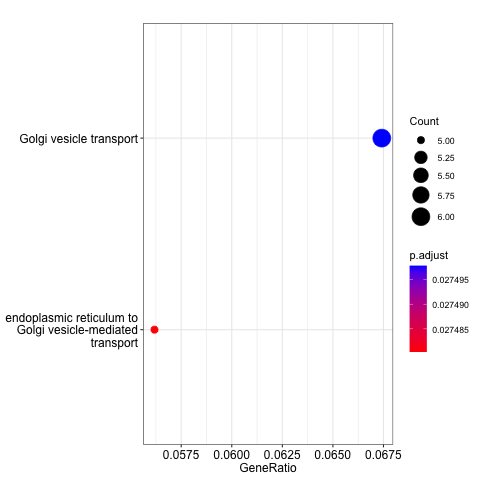 Golgi vesicle transport
endoplasmic reticulum to
Golgi vesicle-mediated
transport
0.0575 0.0600 0.0625 0.0650 0.0675
GeneRatio
Count
5.00
5.25
5.50
5.75
6.00
p.adjust
0.027495
0.027490
0.027485